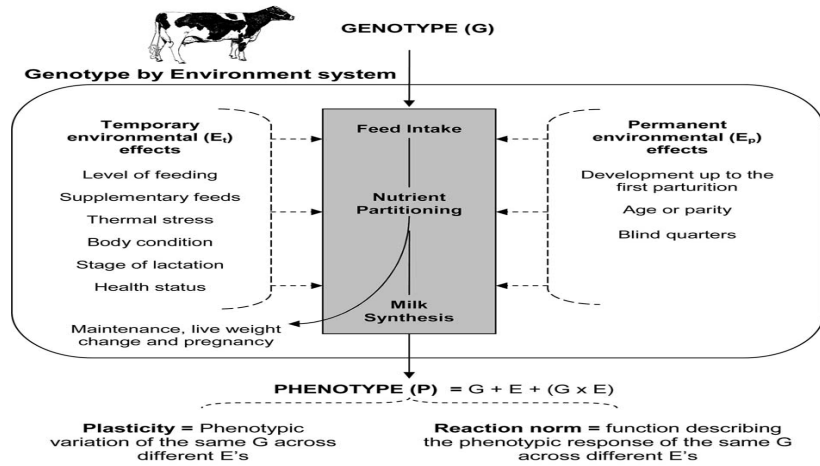 GENOTYPE (G)
Genotype by Environment system
Temporary
environmental (Eₜ)
effects
Level of feeding
Supplementary feeds
Thermal stress
Body condition
Stage of lactation
Health status
Maintenance, live weight
change and pregnancy
Feed Intake
Nutrient
Partitioning
Milk
Synthesis
Permanent
environmental (Eₚ)
effects
Development up to the
first parturition
Age or parity
Blind quarters
PHENOTYPE (P) = G + E + (G x E)
Plasticity = Phenotypic
variation of the same G across
different E's
Reaction norm = function describing
the phenotypic response of the same G
across different E's